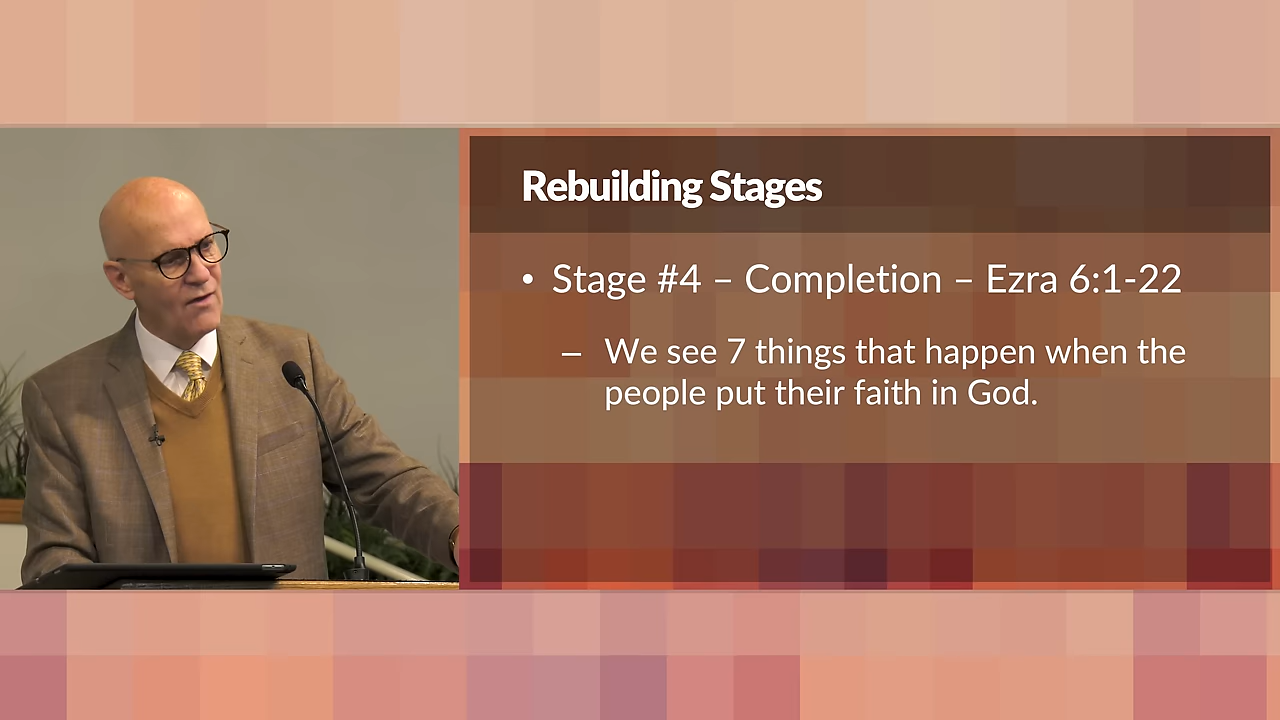 Rebuilding Stages
• Stage #4 – Completion – Ezra 6:1-22
– We see 7 things that happen when the
people put their faith in God.